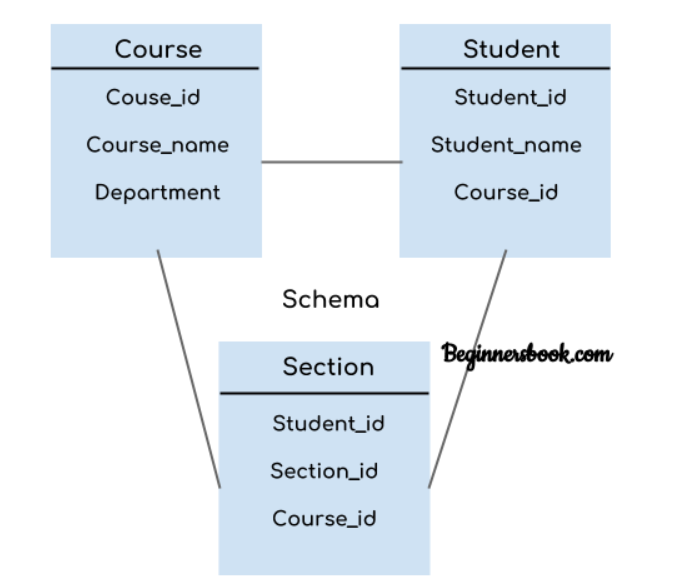 Course
Couse_id
Course_name
Department
Student
Student_id
Student_name
Course_id
Schema
Beginnersbook.com
Section
Student_id
Section_id
Course_id